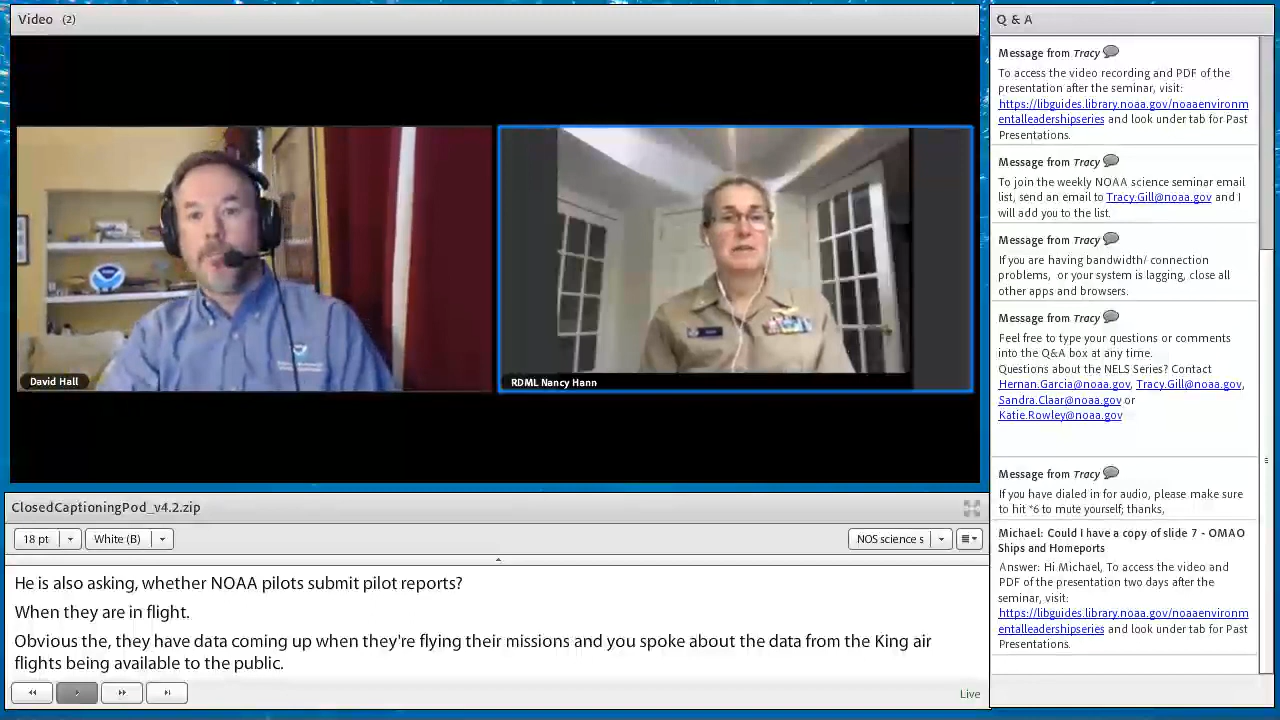 Video (2)
David Hall
RDML Nancy Hann
ClosedCaptioningPod_v4.2.zip
18 pt
White (B)
NOS science s
He is also asking, whether NOAA pilots submit pilot reports?
When they are in flight.
Obvious the, they have data coming up when they're flying their missions and you spoke about the data from the King air
flights being available to the public.
Live
Q & A
Message from Tracy
To access the video recording and PDF of the
presentation after the seminar, visit:
https://libguides.library.noaa.gov/noaaenvironm
entalleadershipseries and look under tab for Past
Presentations.
Message from Tracy
To join the weekly NOAA science seminar email
list, send an email to Tracy.Gill@noaa.gov and I
will add you to the list.
Message from Tracy
If you are having bandwidth/ connection
problems, or your system is lagging, close all
other apps and browsers.
Message from Tracy
Feel free to type your questions or comments
into the Q&A box at any time.
Questions about the NELS Series? Contact
Hernan.Garcia@noaa.gov, Tracy.Gill@noaa.gov,
Sandra.Claar@noaa.gov or
Katie.Rowley@noaa.gov
Message from Tracy
If you have dialed in for audio, please make sure
to hit *6 to mute yourself; thanks,
Michael: Could I have a copy of slide 7 - OMAO
Ships and Homeports
Answer: Hi Michael, To access the video and
PDF of the presentation two days after the
seminar, visit:
https://libguides.library.noaa.gov/noaaenvironm
entalleadershipseries and look under tab for Past
Presentations.